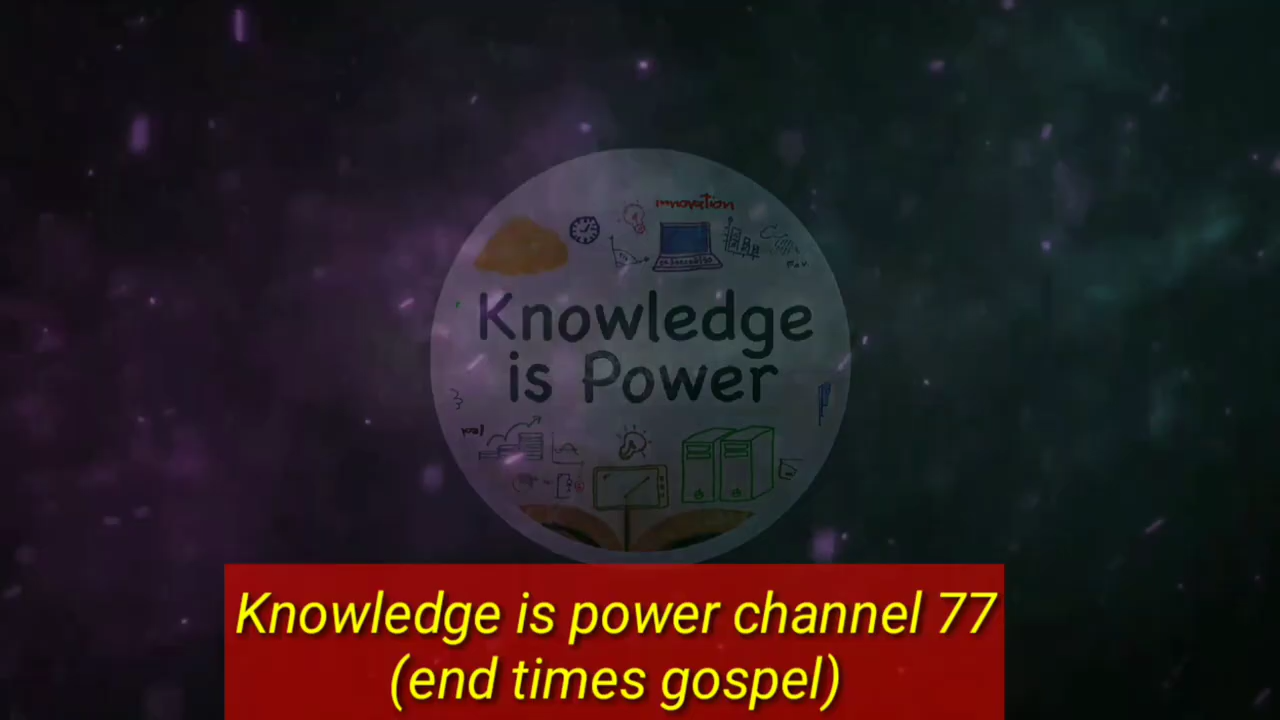 innovation
Knowledge
is Power
Knowledge is power channel 77
(end times gospel)